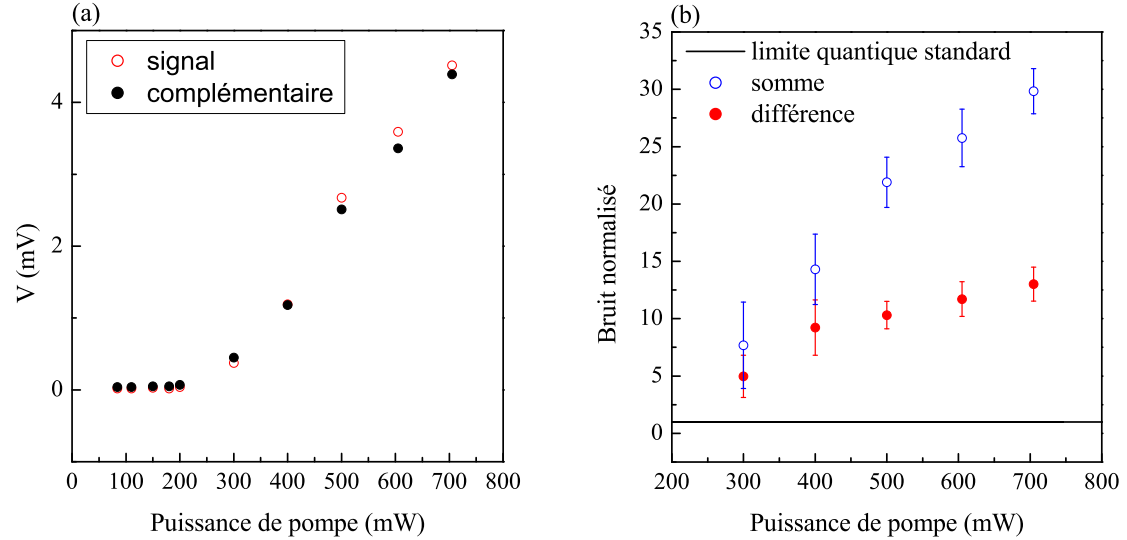 (a)
signal
complémentaire
4
2
0
V (mV)
0 100 200 300 400 500 600 700 800
Puissance de pompe (mW)
(b)
limite quantique standard
somme
différence
35
30
25
20
15
10
5
0
Bruit normalisé
200 300 400 500 600 700 800
Puissance de pompe (mW)